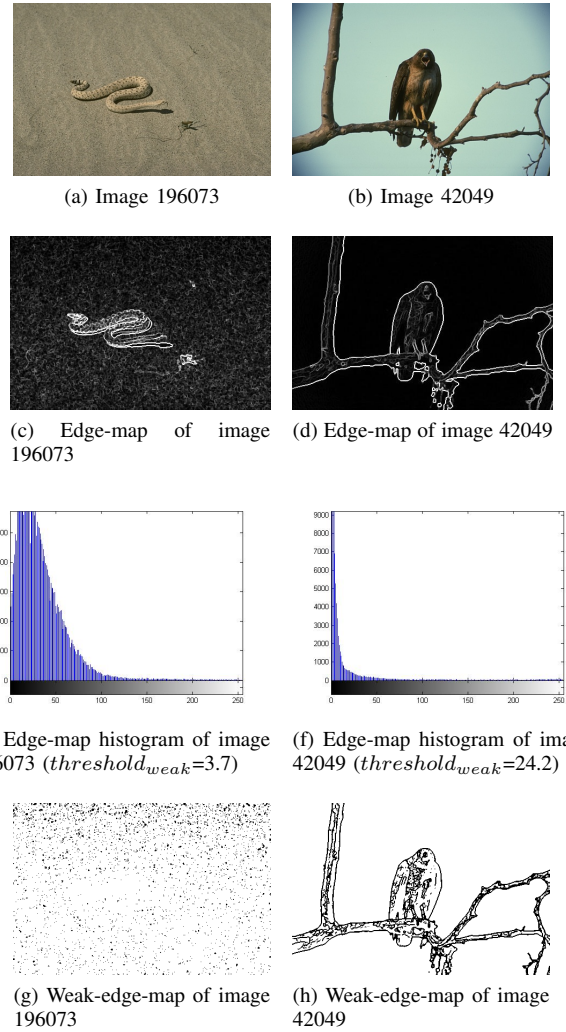 (a) Image 196073
(b) Image 42049
(c) Edge-map of image
196073
(d) Edge-map of image 42049
0
0
50
100
150
200
250
9000
8000
7000
6000
5000
4000
3000
2000
1000
0
0
50
100
150
200
250
Edge-map histogram of image
(threshold_weak=3.7)
(f) Edge-map histogram of
42049 (threshold_weak=24.2)
(g) Weak-edge-map of image
196073
(h) Weak-edge-map of image
42049